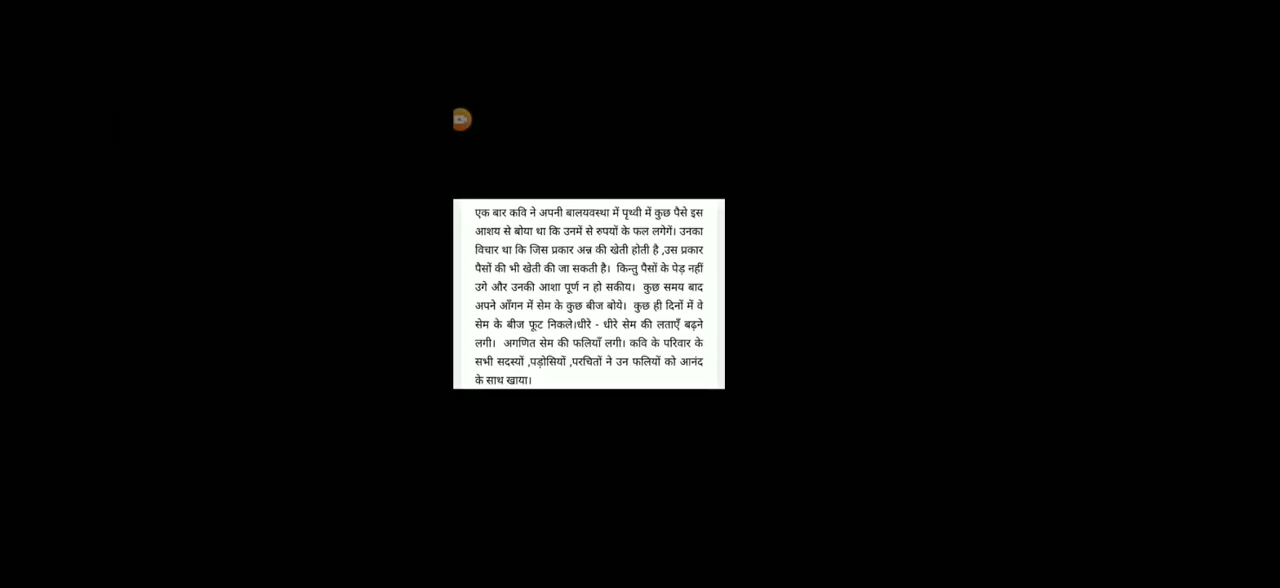 एक बार कवि ने अपनी बालयवस्था में पृथ्वी में कुछ पैसे इस
आशय से बोया था कि उनमें से रुपयों के फल लगेगें। उनका
विचार था कि जिस प्रकार अन्न की खेती होती है ,उस प्रकार
पैसों की भी खेती की जा सकती है। किन्तु पैसों के पेड़ नहीं
उगे और उनकी आशा पूर्ण न हो सकीय। कुछ समय बाद
अपने आँगन में सेम के कुछ बीज बोये। कुछ ही दिनों में वे
सेम के बीज फूट निकले।धीरे - धीरे सेम की लताएँ बढ़ने
लगी। अगणित सेम की फलियाँ लगी। कवि के परिवार के
सभी सदस्यों ,पड़ोसियों ,परचितों ने उन फलियों को आनंद
के साथ खाया।